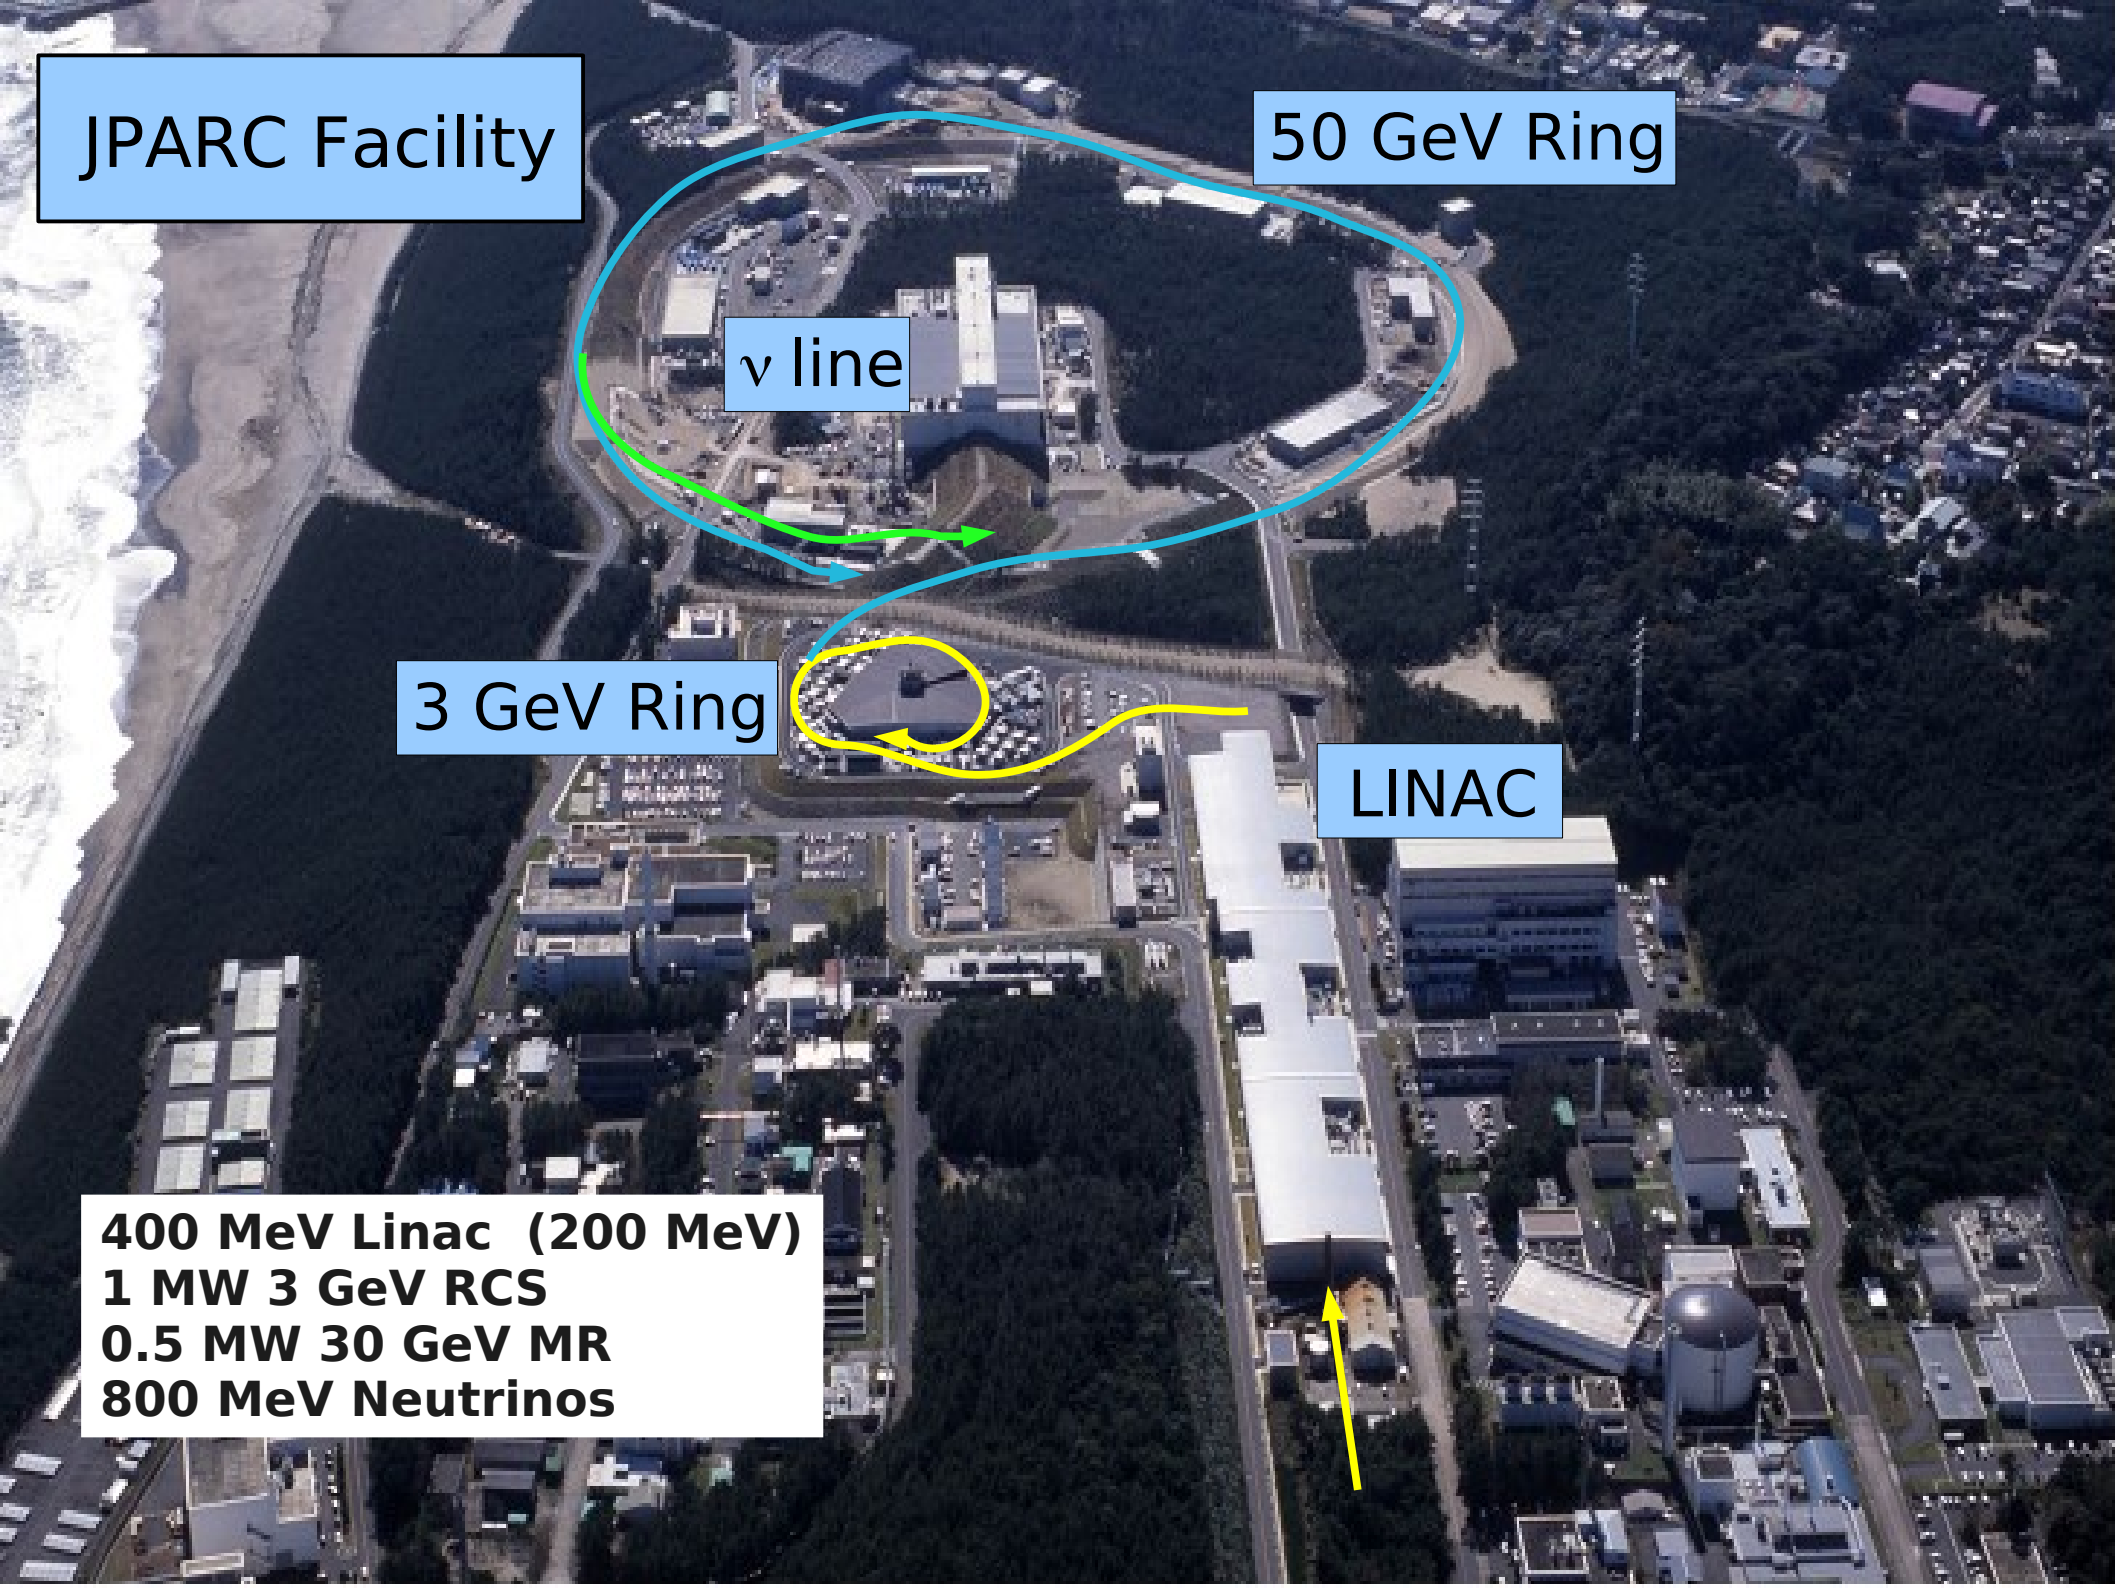 JPARC Facility
50 GeV Ring
ν line
3 GeV Ring
LINAC
400 MeV Linac  (200 MeV)
1 MW 3 GeV RCS
0.5 MW 30 GeV MR
800 MeV Neutrinos